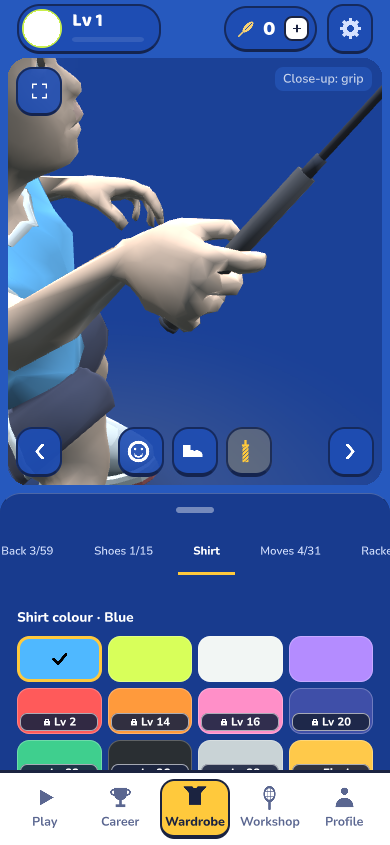 Lv 1
0
+
Close-up: grip
Back 3/59
Shoes 1/15
Shirt
Moves 4/31
Racke
Shirt colour · Blue
Lv 2
Lv 14
Lv 16
Lv 20
Play
Career
Wardrobe
Workshop
Profile